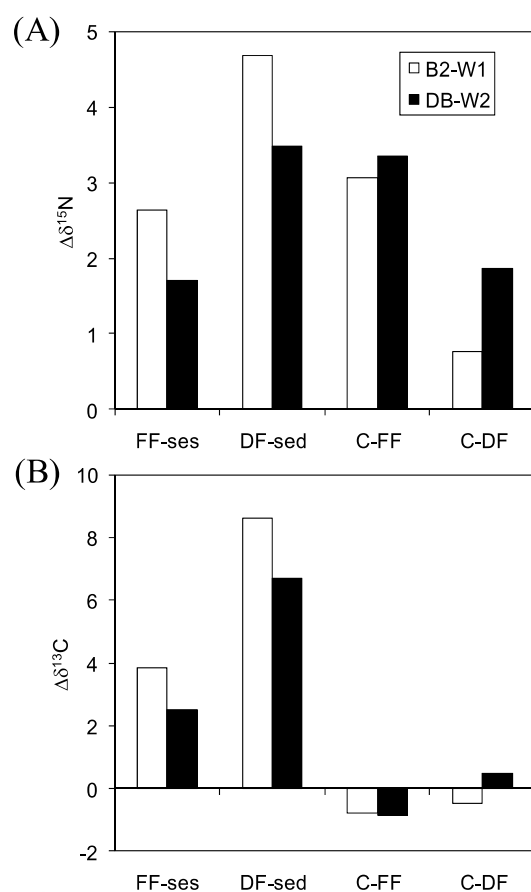 (A)
5
4
3
2
1
0
Δδ¹⁵N
B2-W1
DB-W2
FF-ses DF-sed C-FF C-DF
(B)
10
8
6
4
2
0
-2
Δδ¹³C
FF-ses DF-sed C-FF C-DF